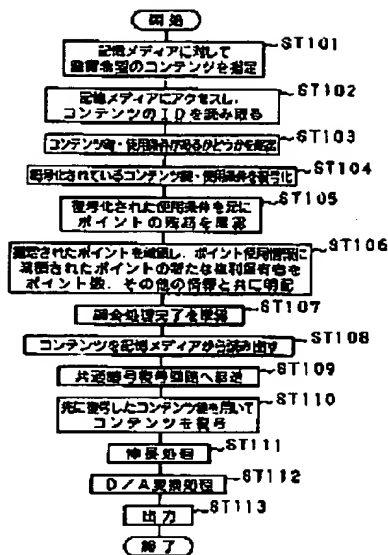 開始
記憶メディアに対して
鑑賞希望のコンテンツを指定
ST101
記憶メディアにアクセスし、
コンテンツのIDを読み取る
ST102
コンテンツ鍵・使用条件があるかどうかを確認
ST103
暗号化されているコンテンツ鍵・使用条件を復号化
ST104
復号化された使用条件を元に
ポイントの残高を確認
ST105
指定されたポイントを減額し、ポイント使用情報に
減額されたポイントの新たな権利保有者を
ポイント数、その他の情報と共に明記
ST106
課金処理完了を確認
ST107
コンテンツを記憶メディアから読み出す
ST108
共通暗号復号回路へ転送
ST109
先に復号したコンテンツ鍵を用いて
コンテンツを復号
ST110
伸長処理
ST111
D/A変換処理
ST112
出力
ST113
終了